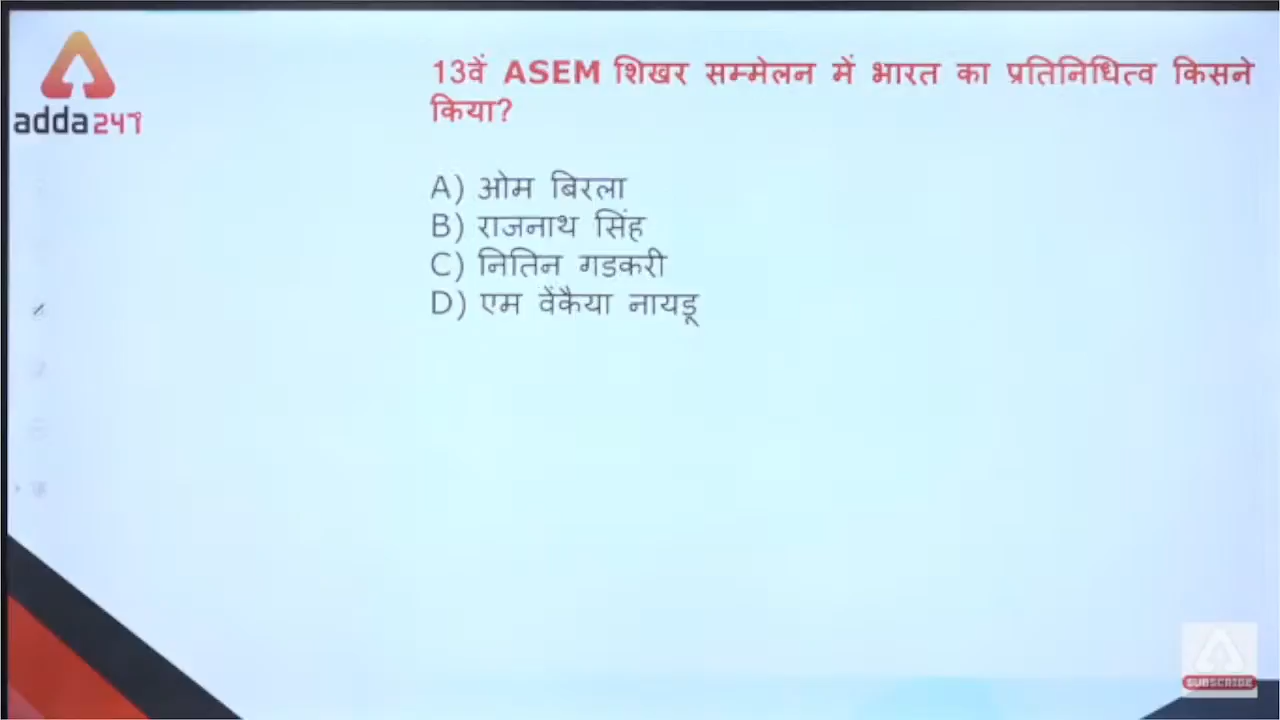 adda247
13वें ASEM शिखर सम्मेलन में भारत का प्रतिनिधित्व किसने
किया?
A) ओम बिरला
B) राजनाथ सिंह
C) नितिन गडकरी
D) एम वेंकैया नायडू
SUBSCRIBE